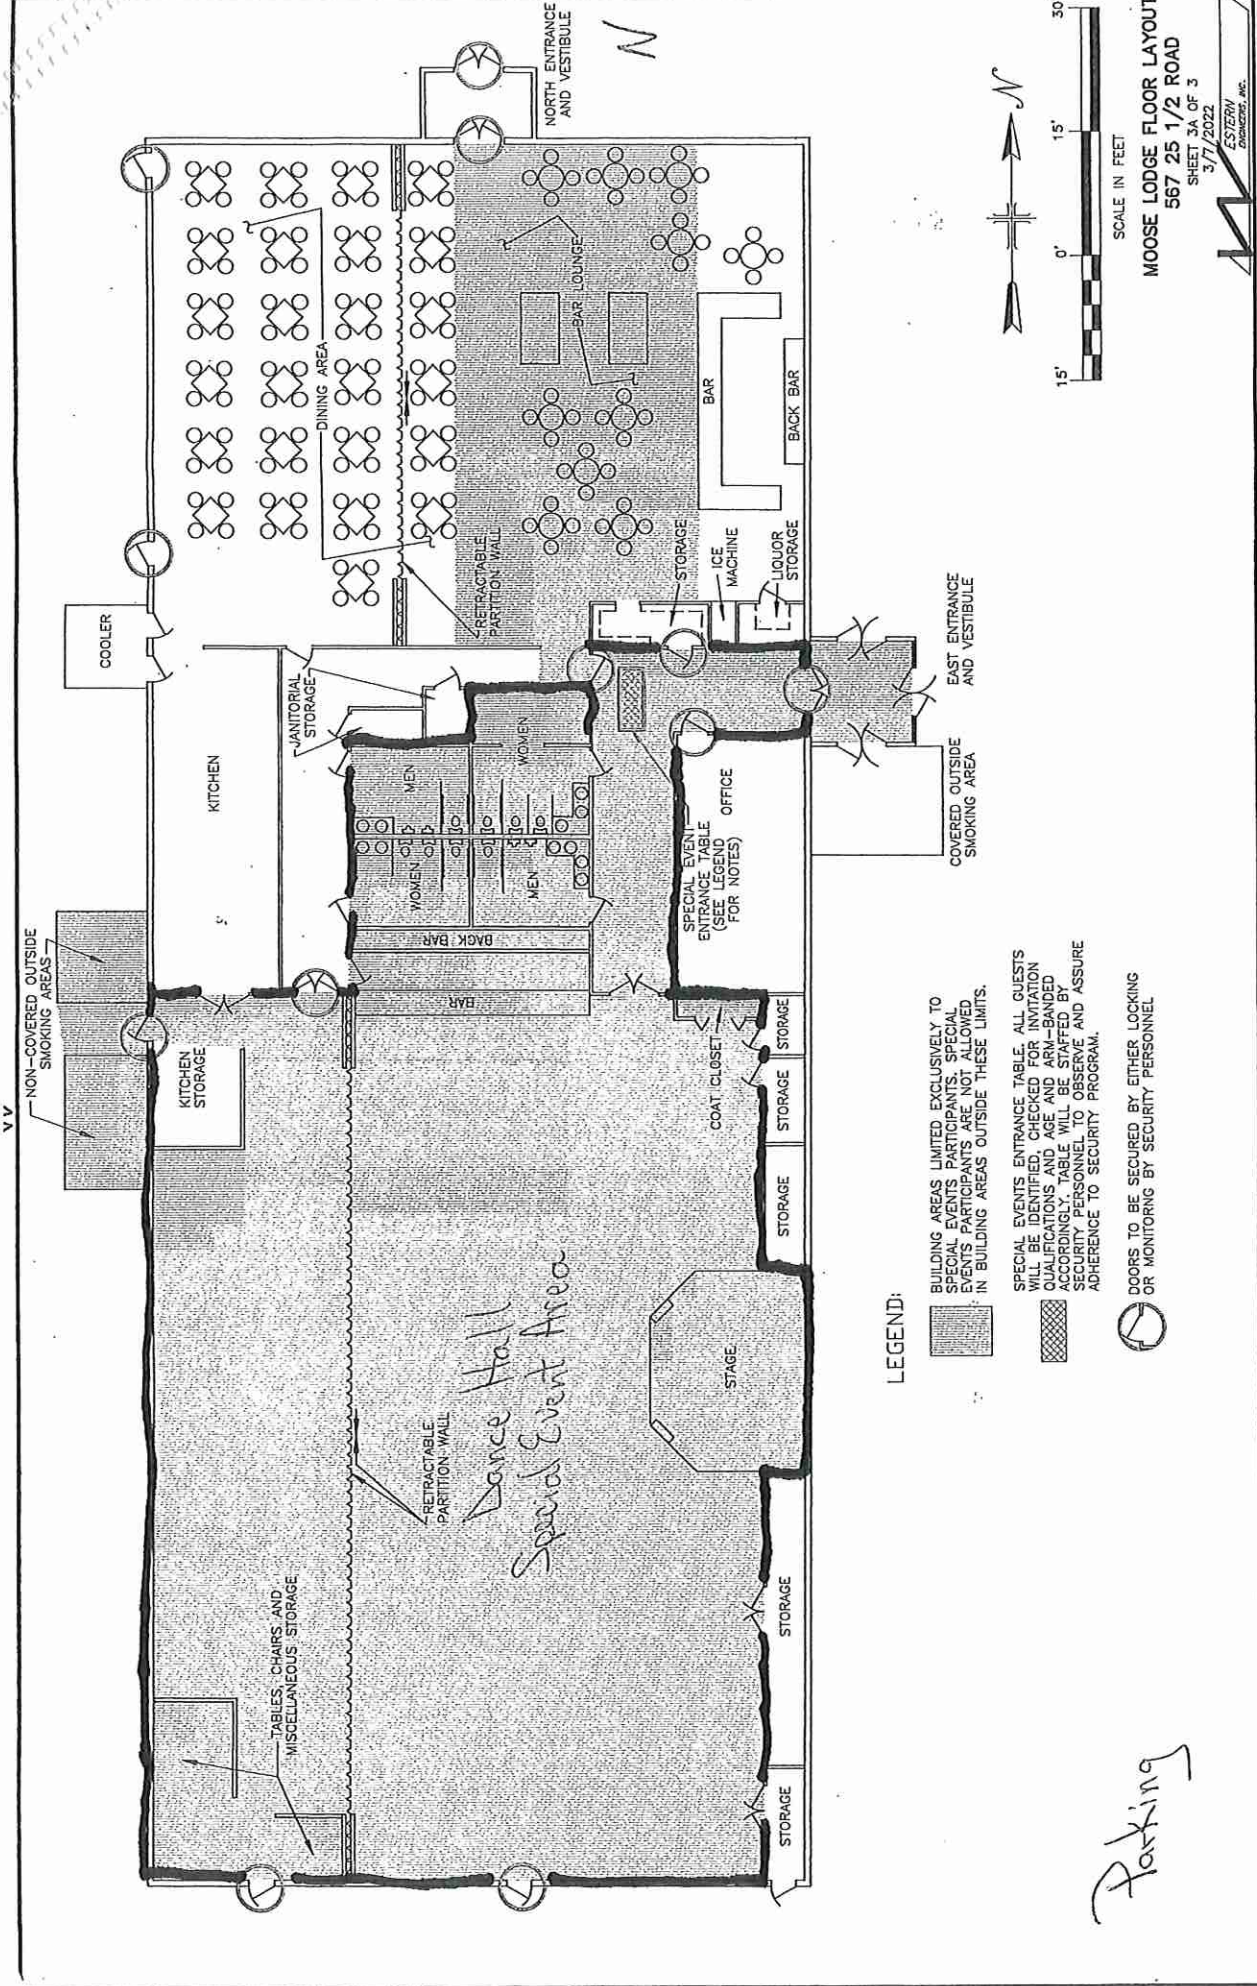 NORTH ENTRANCE
AND VESTIBULE
N
COOLER
DINING AREA
BAR LOUNGE
RETRACTABLE
PARTITION WALL
BAR
BACK BAR
STORAGE
ICE
MACHINE
LIQUOR
STORAGE
EAST ENTRANCE
AND VESTIBULE
COVERED OUTSIDE
SMOKING AREA
KITCHEN
JANITORIAL
STORAGE
MEN
WOMEN
WOMEN
MEN
BACK BAR
BAR
OFFICE
SPECIAL EVENT
ENTRANCE TABLE
(SEE LEGEND
FOR NOTES)
NON-COVERED OUTSIDE
SMOKING AREAS
KITCHEN
STORAGE
COAT CLOSET
STORAGE
STORAGE
STORAGE
STAGE
RETRACTABLE
PARTITION WALL
Dance Hall
Special Event Area
TABLES, CHAIRS AND
MISCELLANEOUS STORAGE
STORAGE
STORAGE
LEGEND:
BUILDING AREAS LIMITED EXCLUSIVELY TO
SPECIAL EVENTS PARTICIPANTS. SPECIAL
EVENTS PARTICIPANTS ARE NOT ALLOWED
IN BUILDING AREAS OUTSIDE THESE LIMITS.
SPECIAL EVENTS ENTRANCE TABLE. ALL GUESTS
WILL BE IDENTIFIED, CHECKED FOR INVITATION
QUALIFICATIONS AND AGE AND ARM-BANDED
ACCORDINGLY. TABLE WILL BE STAFFED BY
SECURITY PERSONNEL TO OBSERVE AND ASSURE
ADHERENCE TO SECURITY PROGRAM.
DOORS TO BE SECURED BY EITHER LOCKING
OR MONITORNG BY SECURITY PERSONNEL
Parking
N
15' 0' 15' 30
SCALE IN FEET
MOOSE LODGE FLOOR LAYOUT
567 25 1/2 ROAD
SHEET 3A OF 3
3/7/2022
ESTERN
ENGINEERS, INC.